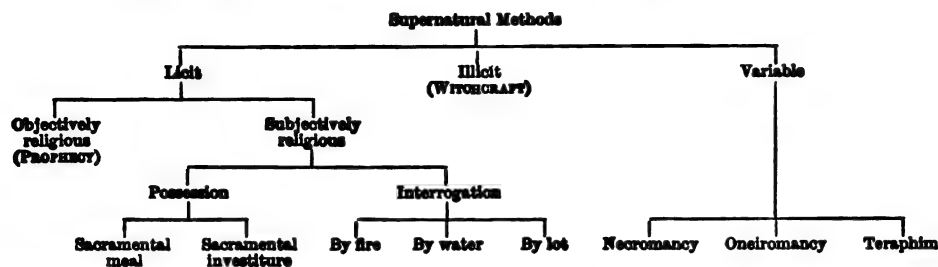 Supernatural Methods
Licit
Illicit
(WITCHCRAFT)
Variable
Objectively
religious
(PROPHECY)
Subjectively
religious
Possession
Interrogation
Sacramental
meal
Sacramental
investiture
By fire
By water
By lot
Necromancy
Oneiromancy
Teraphim